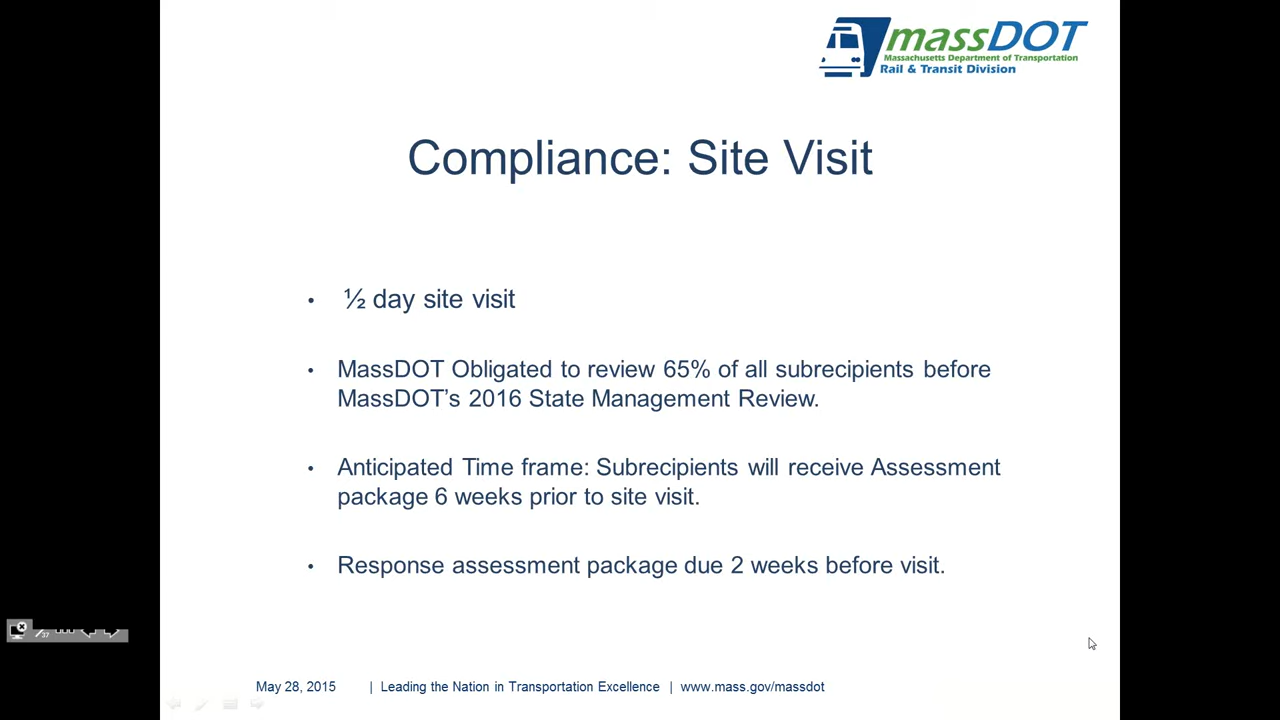 massDOT
Massachusetts Department of Transportation
Rail & Transit Division
Compliance: Site Visit
• ½ day site visit
• MassDOT Obligated to review 65% of all subrecipients before
MassDOT’s 2016 State Management Review.
• Anticipated Time frame: Subrecipients will receive Assessment
package 6 weeks prior to site visit.
• Response assessment package due 2 weeks before visit.
/37
May 28, 2015 | Leading the Nation in Transportation Excellence | www.mass.gov/massdot